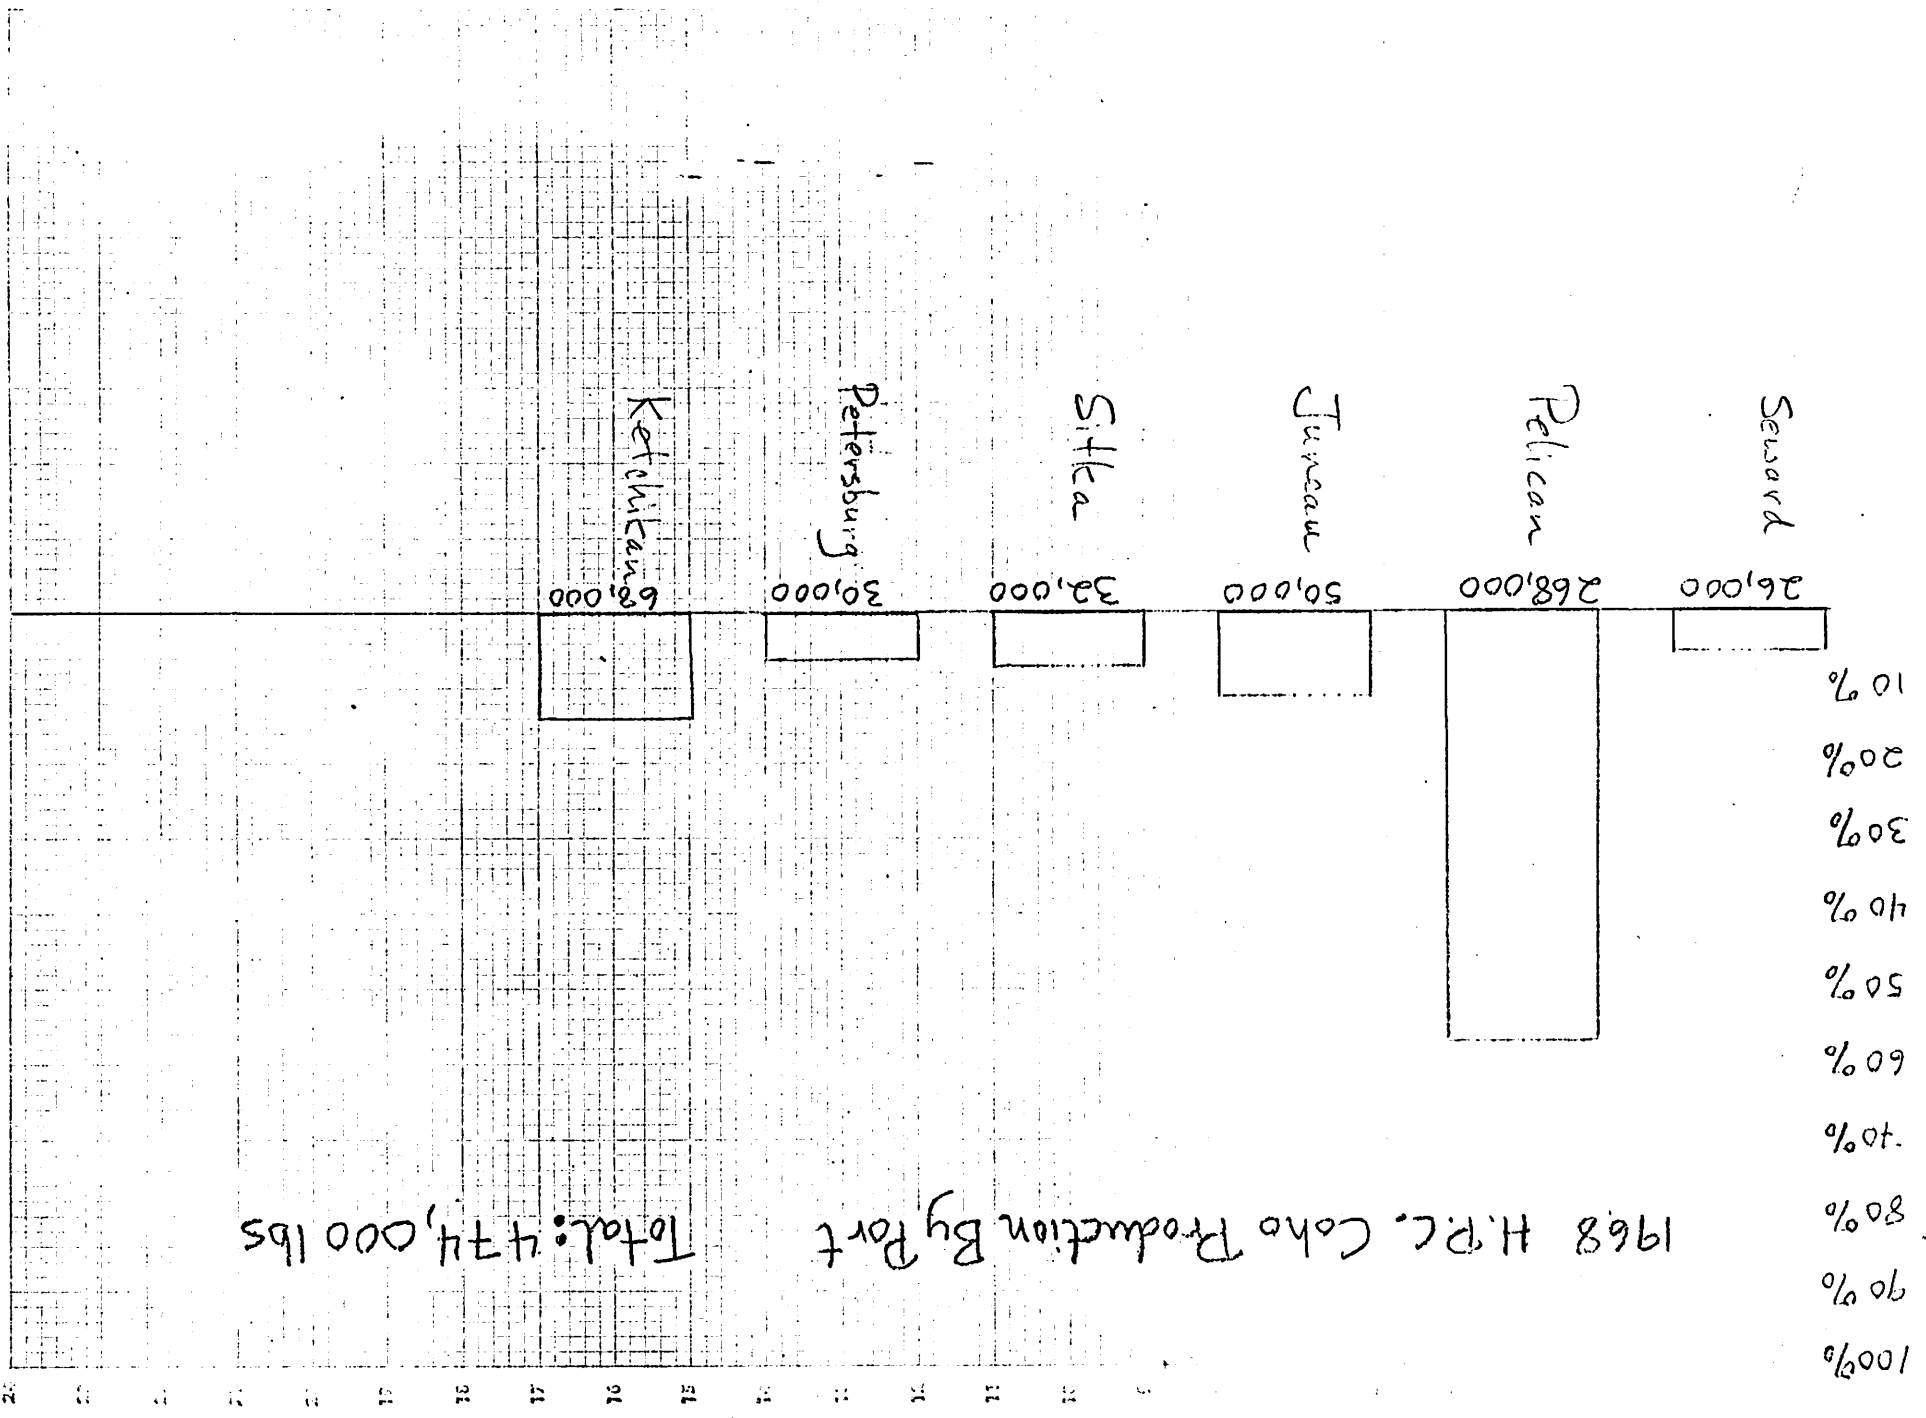 100%
90%
1968 H.P.C. Coho Production By Port
Total: 474,000 lbs
80%
70%
60%
50%
40%
30%
20%
10%
26,000
268,000
50,000
32,000
30,000
68,000
Seward
Pelican
Juneau
Sitka
Petersburg
Ketchikan